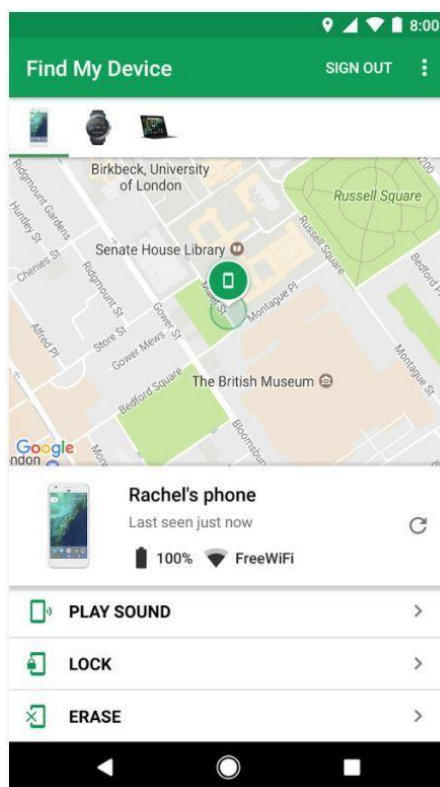 8:00
Find My Device
SIGN OUT
Birkbeck, University
of London
Russell Square
Ridgmount Gardens
Huntley St
Chenies St
Ridgmount St
Senate House Library
Malet St
Russell Square
Bedford Pl
Alfred Pl
Store St
Gower St
Gower Mews
Montague Pl
Montague St
Bedford Square
The British Museum
Bloomsbury
Google
ndon
Rachel's phone
Last seen just now
100% FreeWiFi
PLAY SOUND
LOCK
ERASE